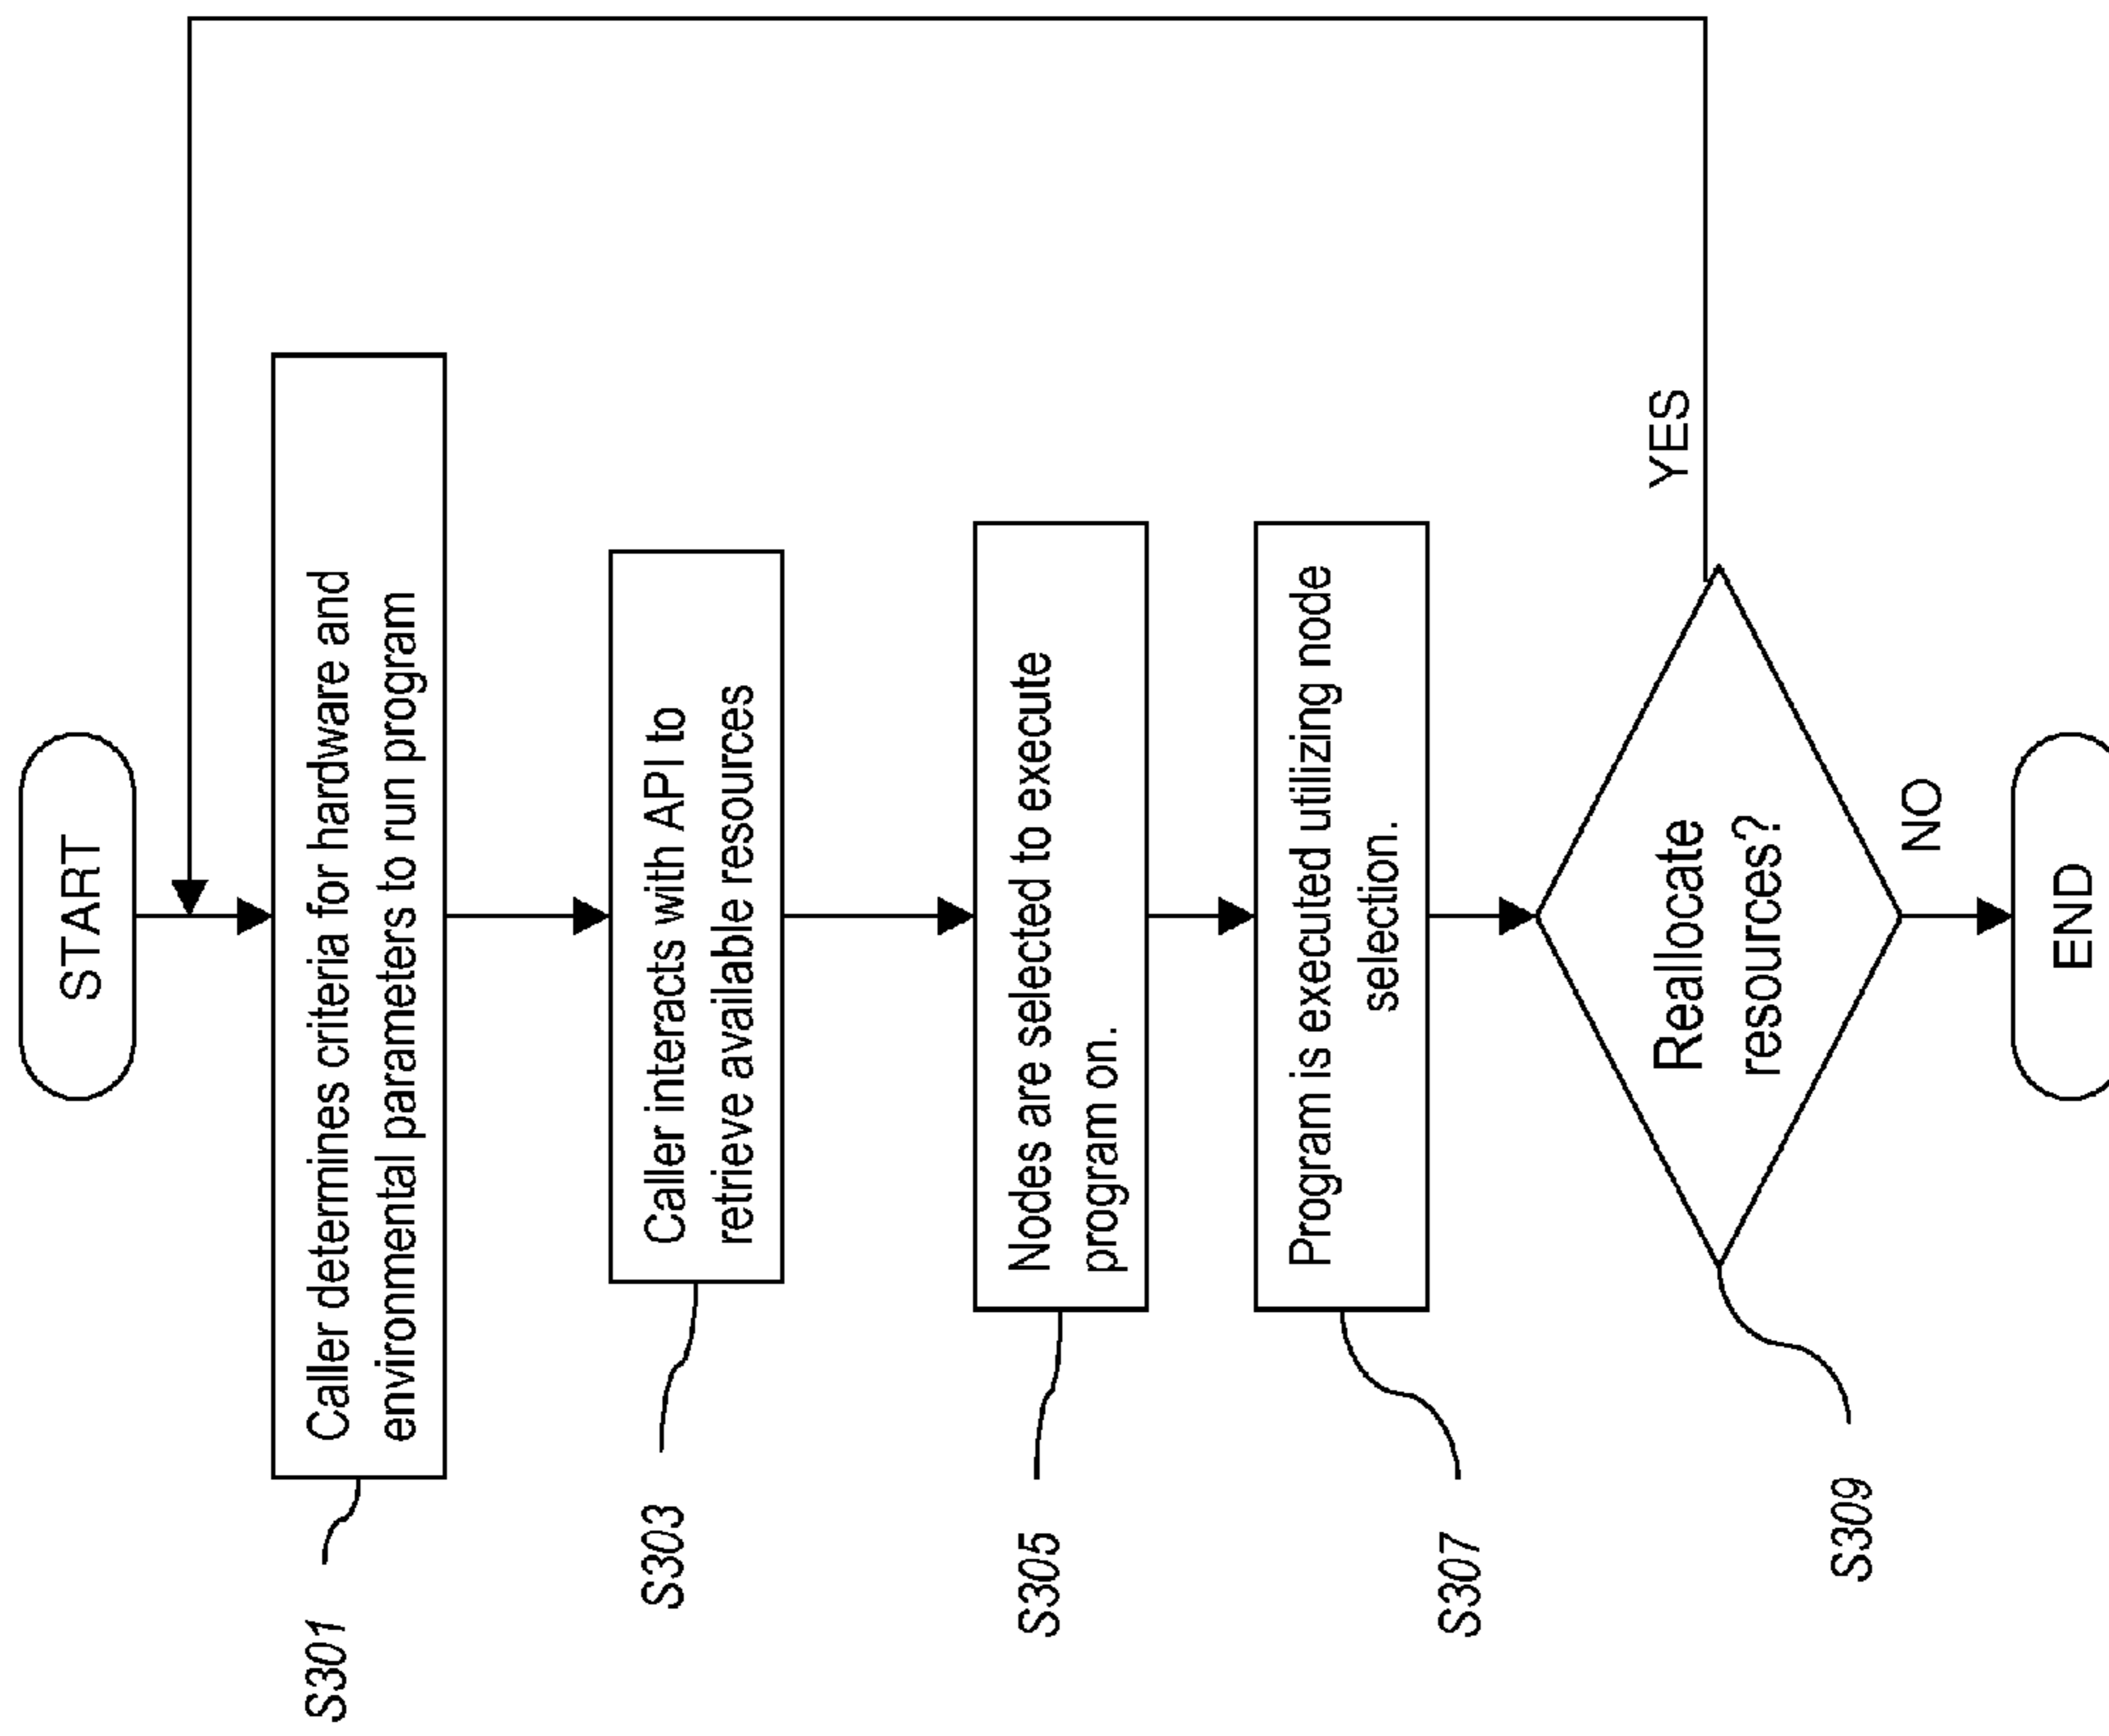 START
S301
Caller determines criteria for hardware and
environmental parameters to run program
S303
Caller interacts with API to
retrieve available resources
S305
Nodes are selected to execute
program on.
S307
Program is executed utilizing node
selection.
S309
Reallocate
resources?
YES
NO
END